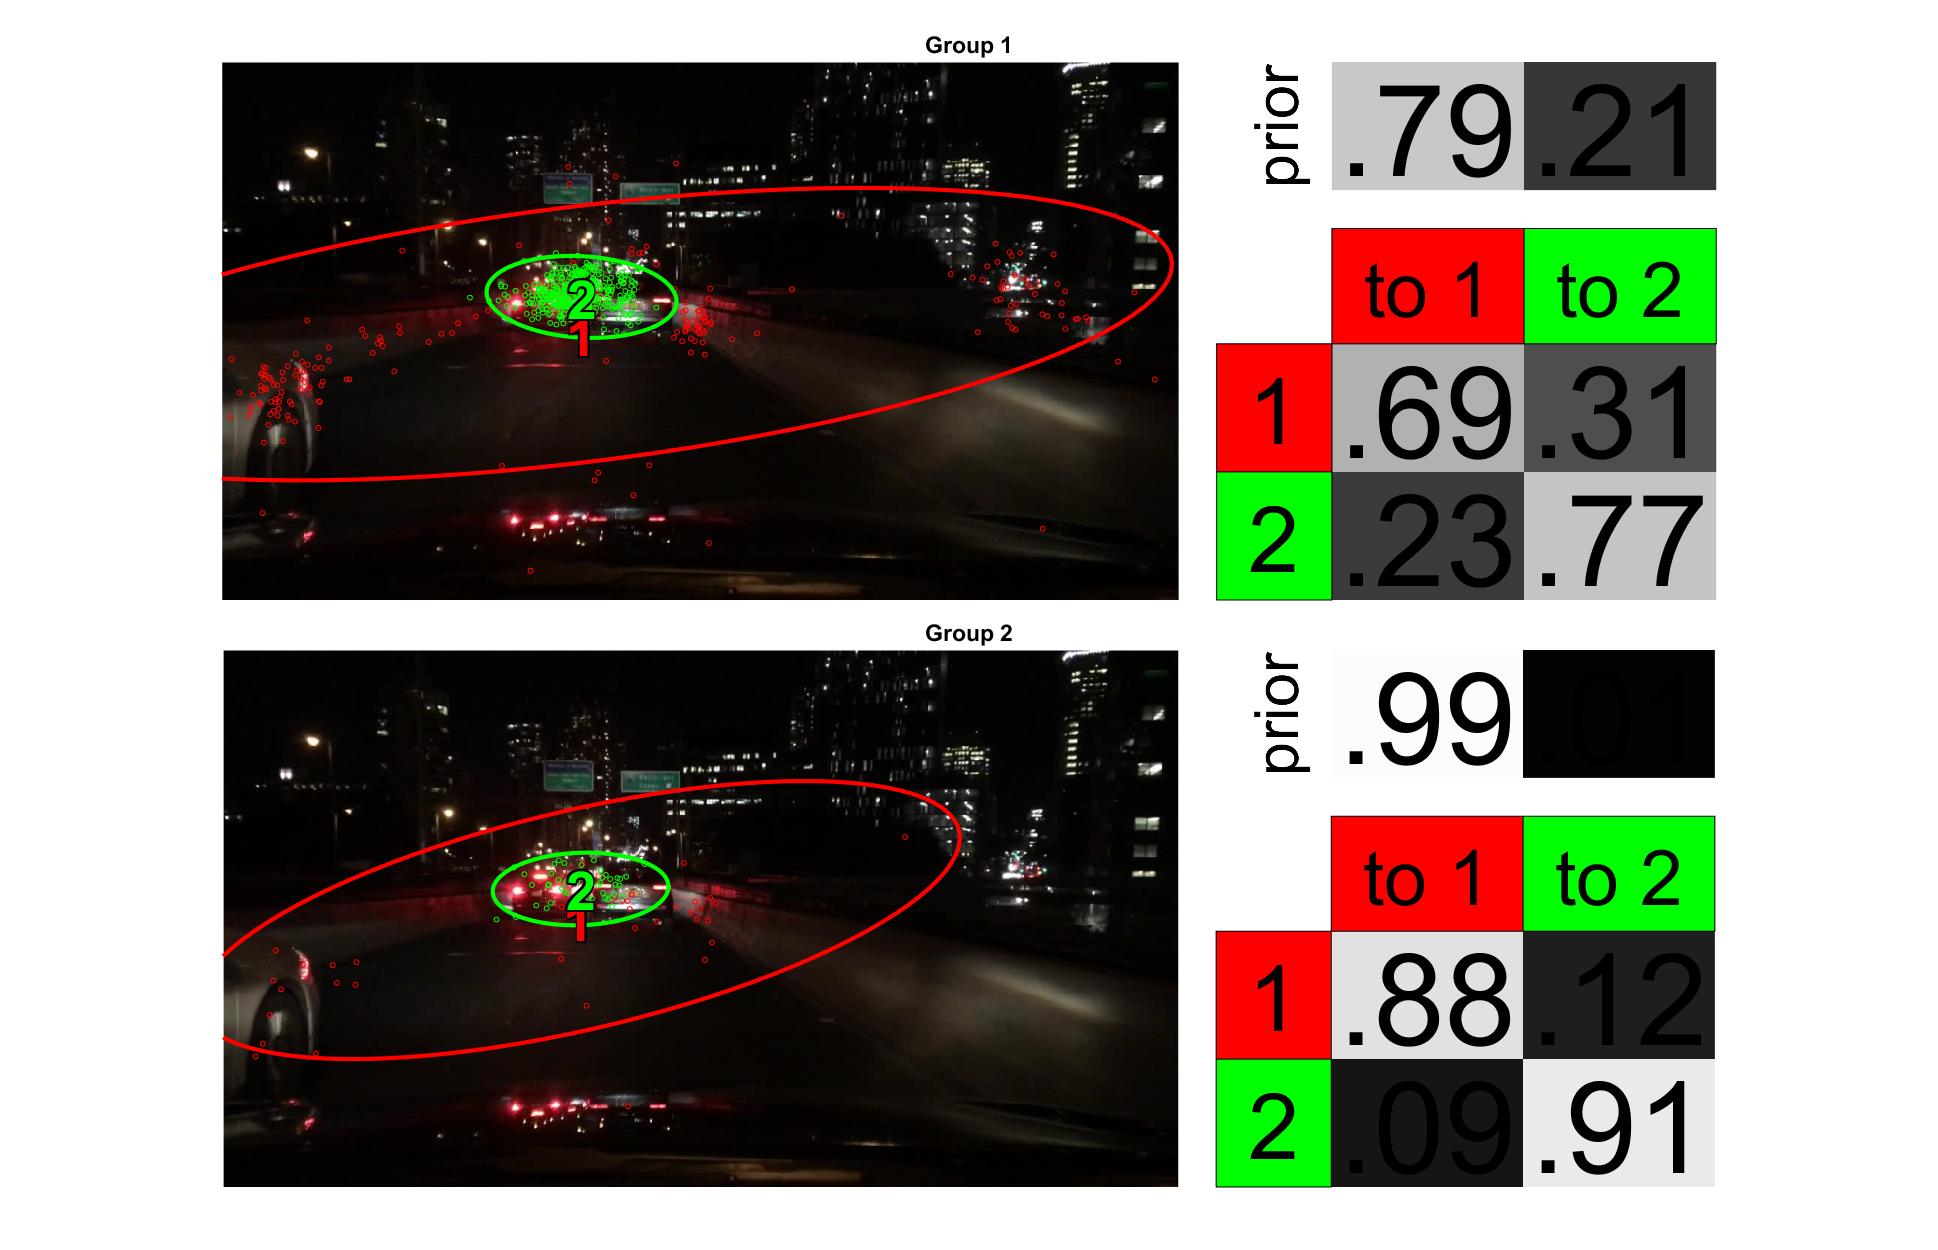 Group 1
2
1
prior
.79 .21
to 1 to 2
1 .69 .31
2 .23 .77
Group 2
2
1
prior
.99 .01
to 1 to 2
1 .88 .12
2 .09 .91